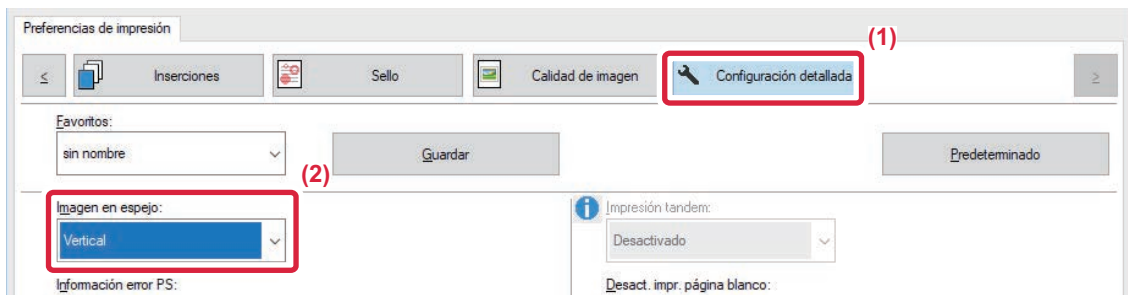 Preferencias de impresión
(1)
< Inserciones Sello Calidad de imagen Configuración detallada >
Favoritos:
sin nombre Guardar Predeterminado
(2)
Imagen en espejo: Impresión tandem:
Vertical Desactivado
Información error PS: Desact. impr. página blanco: